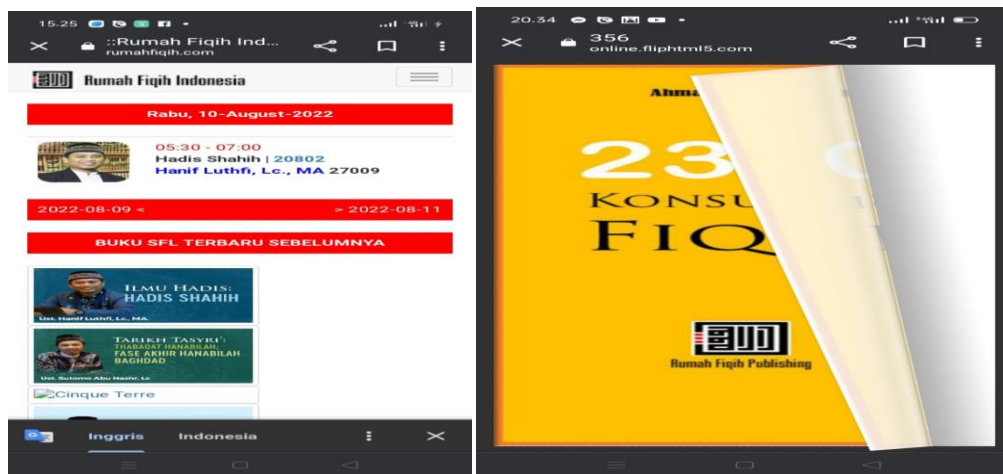 15.25
::Rumah Fiqih Ind...
rumahfiqih.com
Rumah Fiqih Indonesia
Rabu, 10-August-2022
05:30 - 07:00
Hadis Shahih | 20802
Hanif Luthfi, Lc., MA 27009
2022-08-09 <
> 2022-08-11
BUKU SFL TERBARU SEBELUMNYA
ILMU HADIS:
HADIS SHAHIH
Ust. Hanif Luthfi, Lc., MA.
TARIKH TASYRI':
THABAQAT HANABILAH;
FASE AKHIR HANABILAH
BAGHDAD
Ust. Sutomo Abu Nashr, Lc
Cinque Terre
Inggris Indonesia
20.34
356
online.fliphtml5.com
Ahma
23
KONSU
FIQ
Rumah Fiqih Publishing